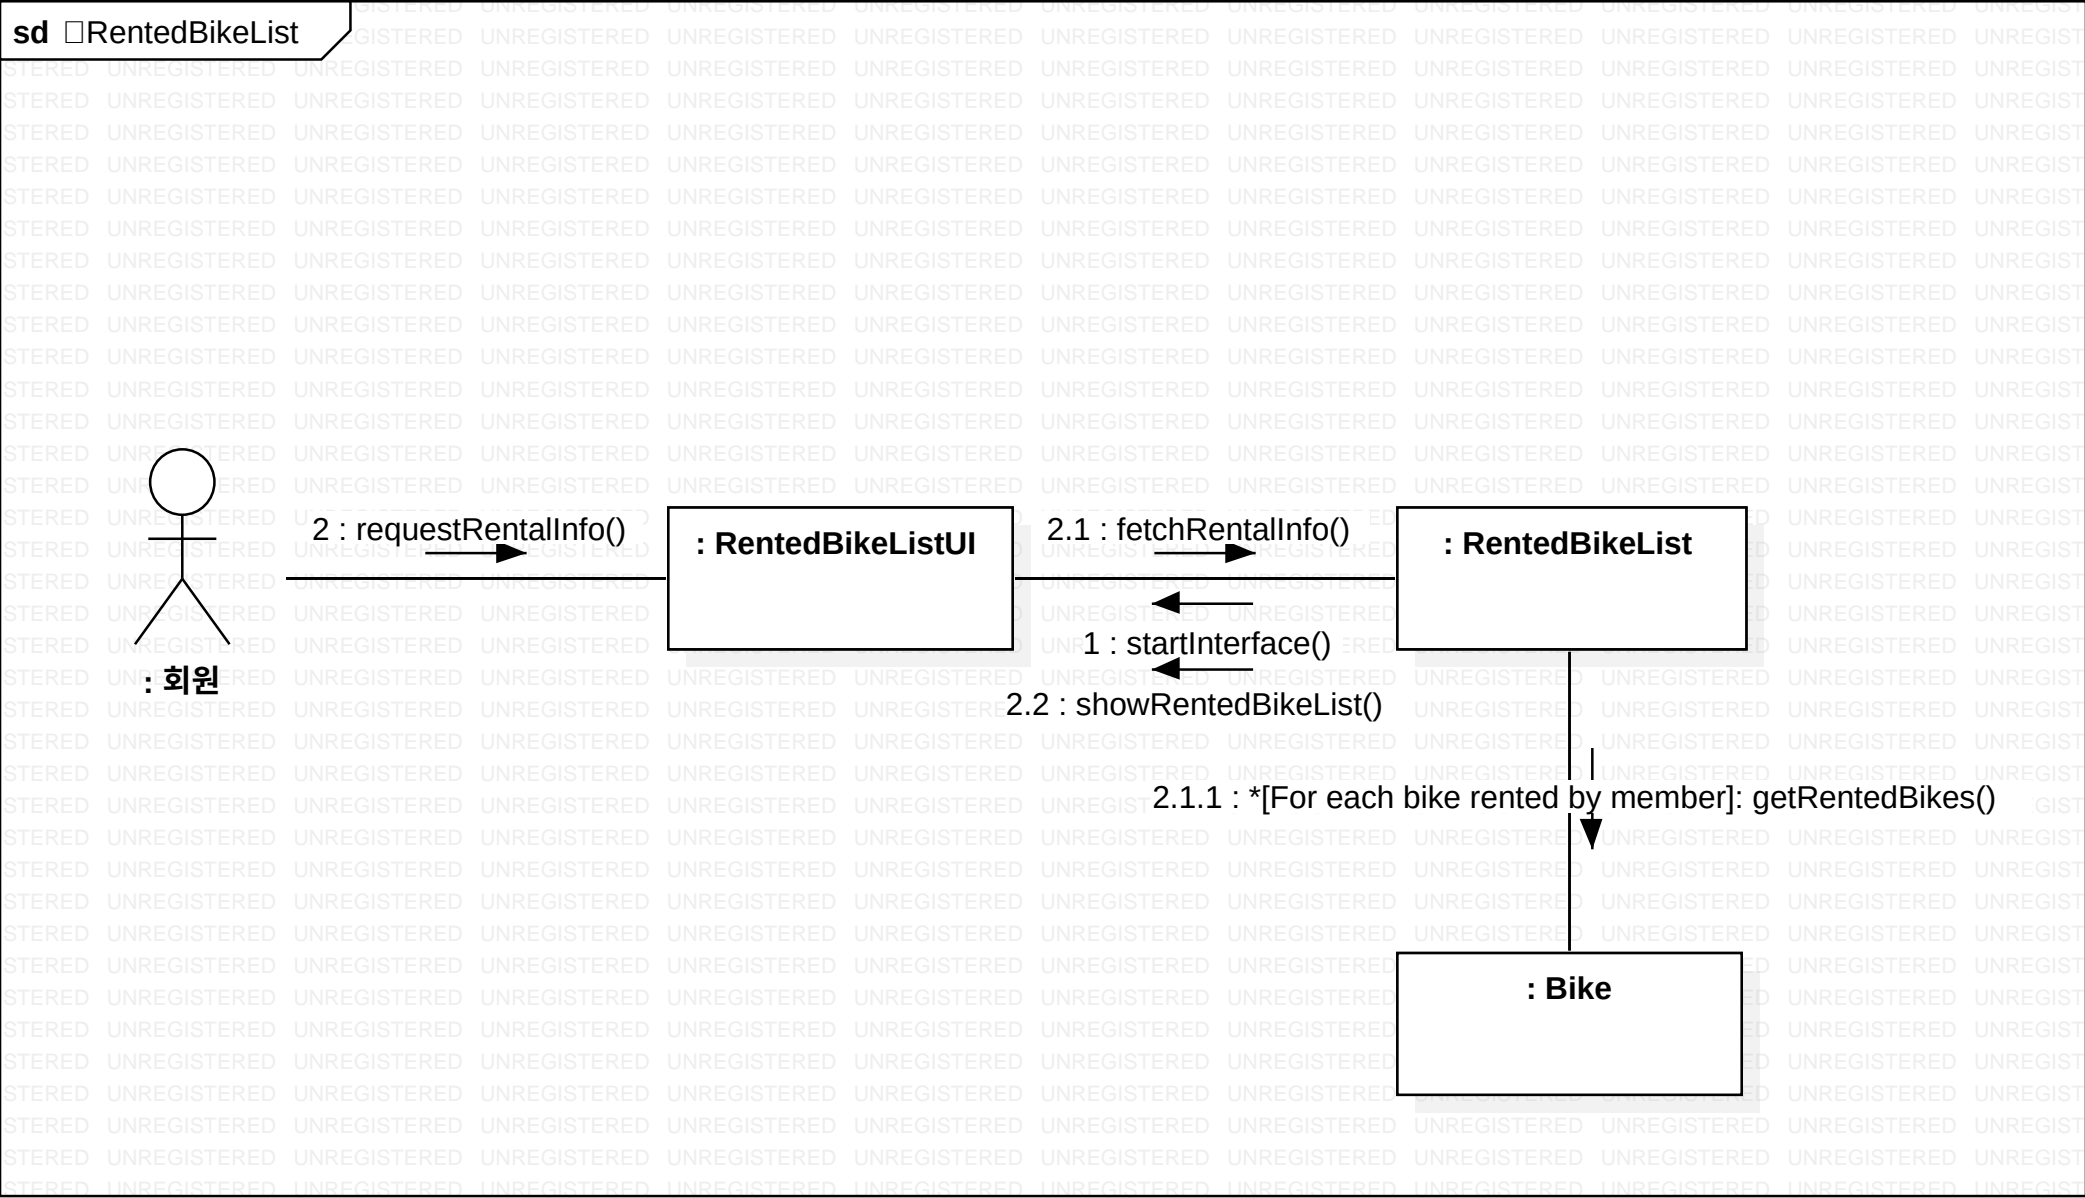 sd RentedBikeList
2 : requestRentalInfo()
: RentedBikeListUI
2.1 : fetchRentalInfo()
: RentedBikeList
1 : startInterface()
: 회원
2.2 : showRentedBikeList()
2.1.1 : *[For each bike rented by member]: getRentedBikes()
: Bike
UNREGISTERED